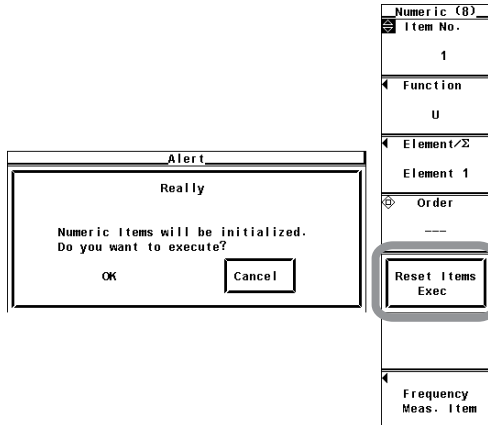 Numeric (8)
Item No.
1
Function
U
Element/Σ
Element 1
Order
---
Reset Items
Exec
Frequency
Meas. Item
Alert
Really
Numeric Items will be initialized.
Do you want to execute?
OK
Cancel